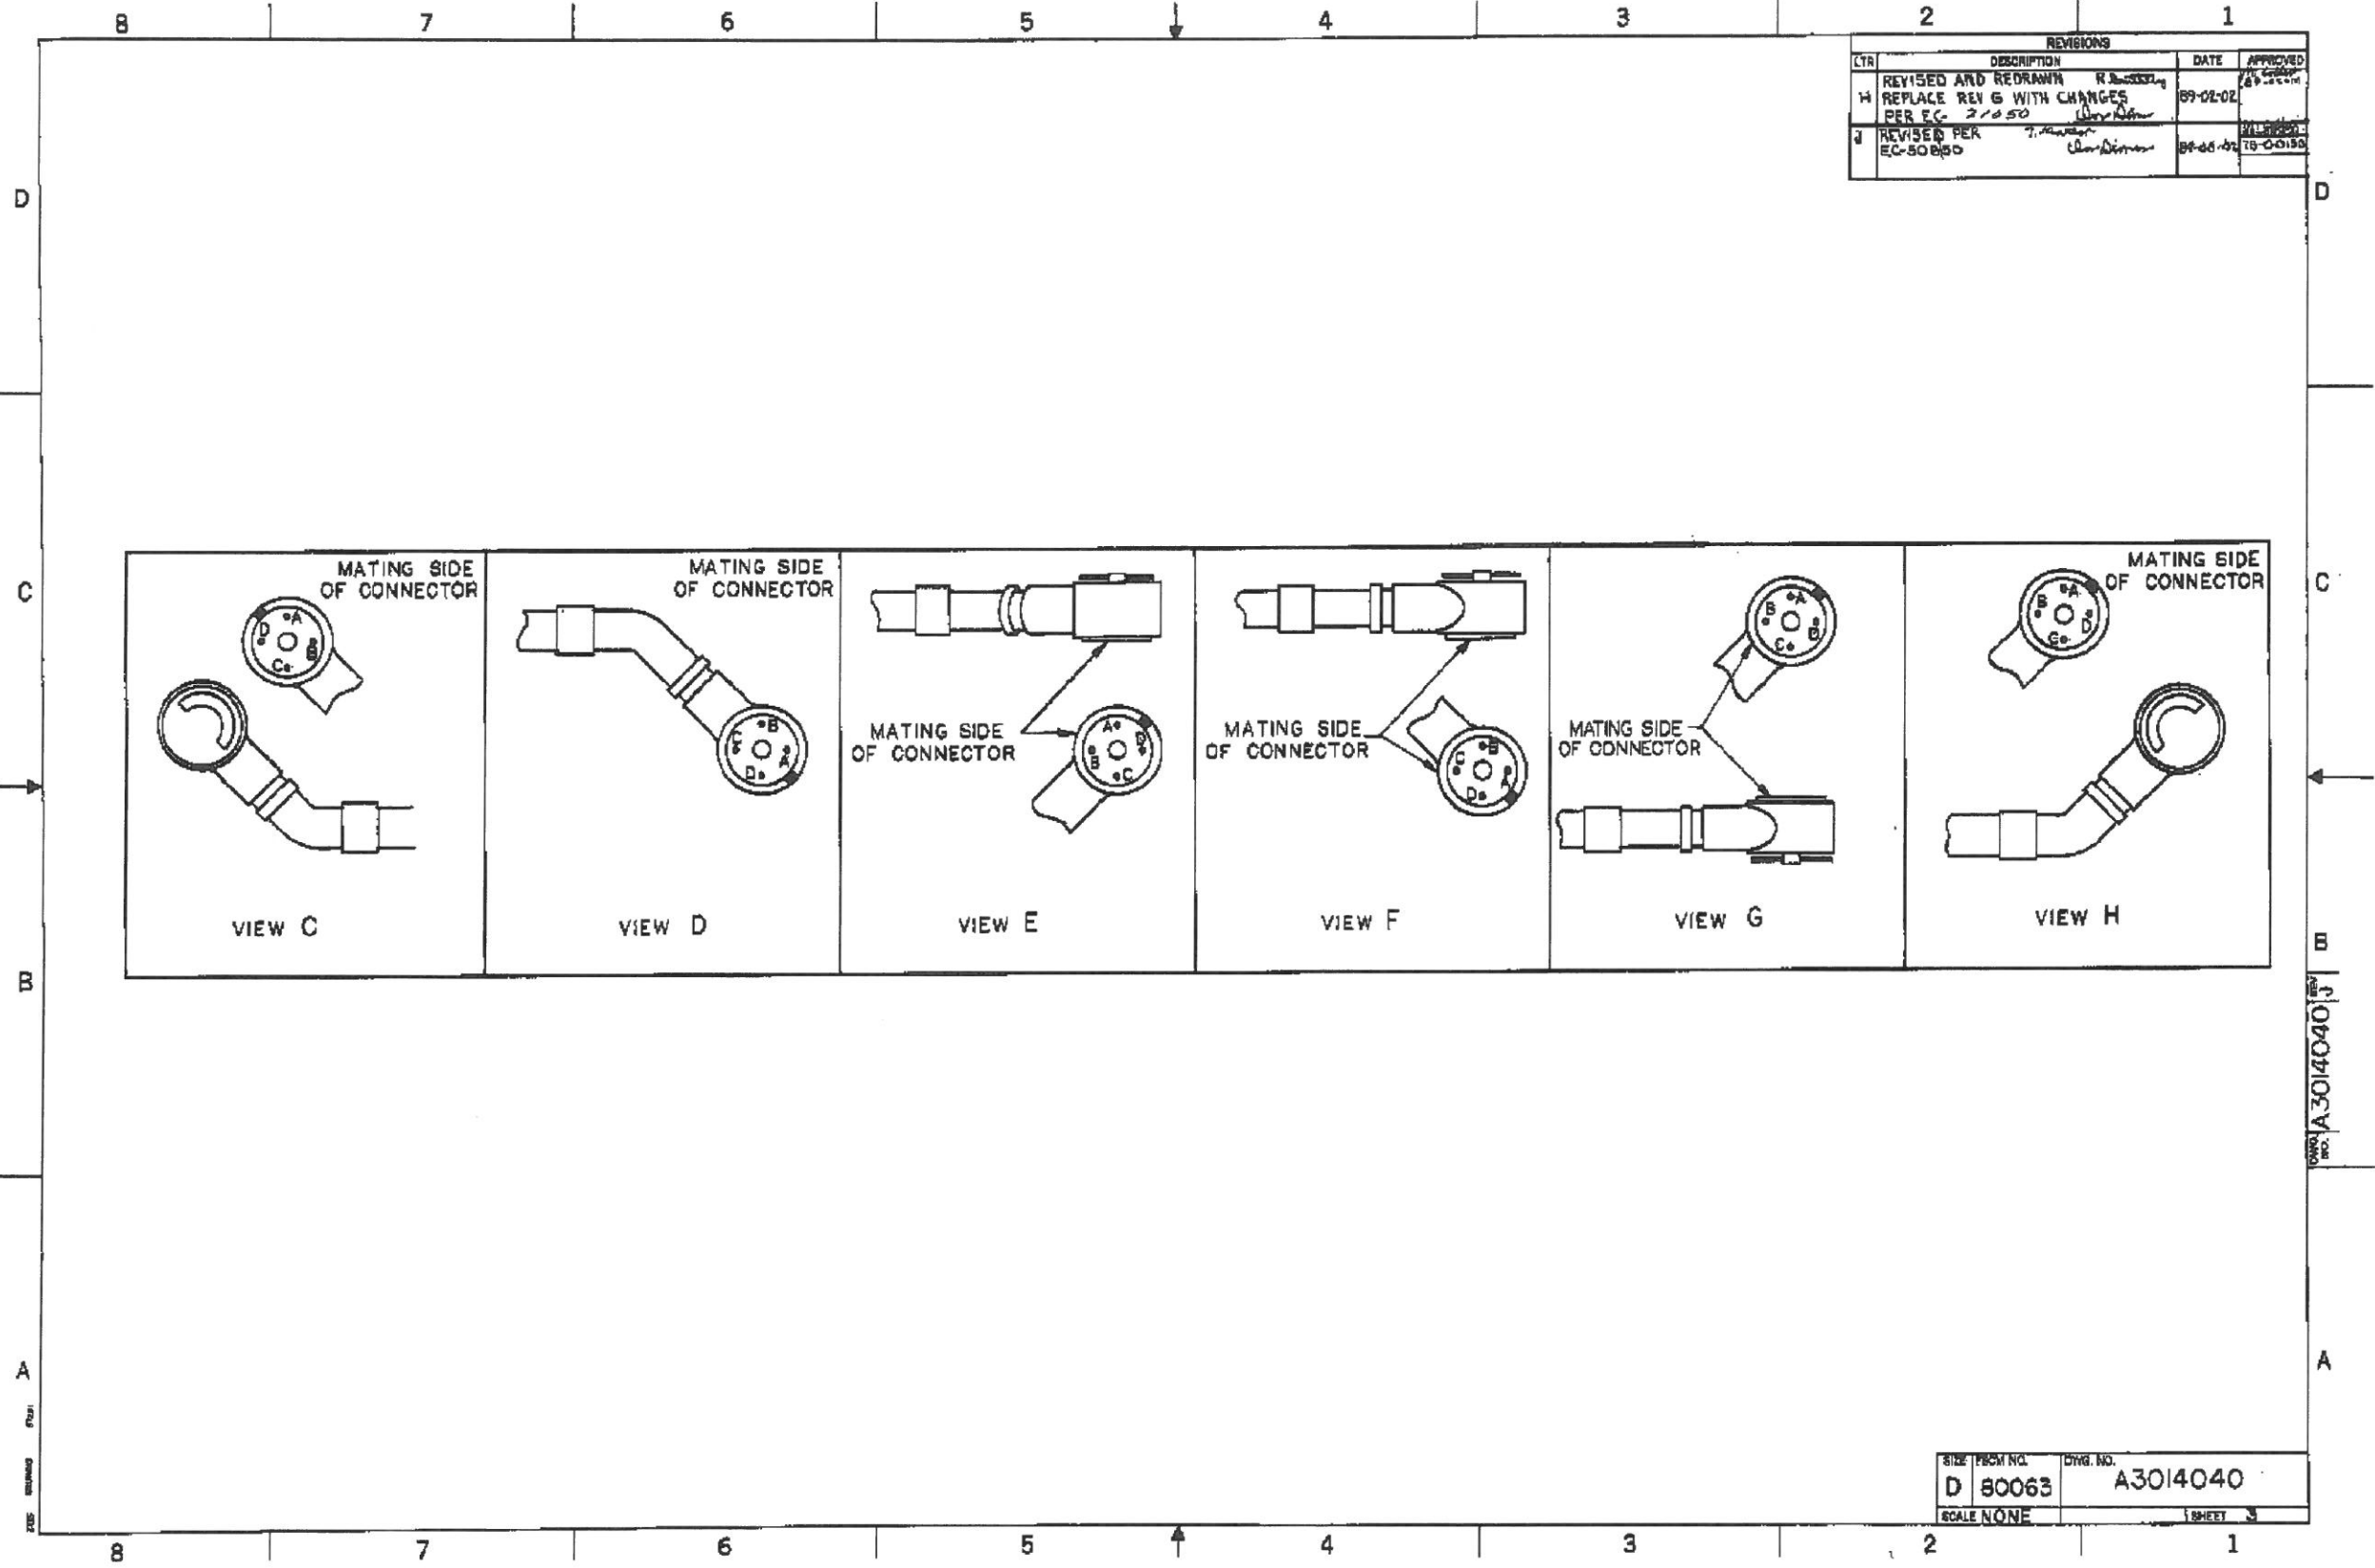 8 7 6 5 4 3 2 1
REVISIONS
LTR DESCRIPTION DATE APPROVED
H REVISED AND REDRAWN
REPLACE REV G WITH CHANGES 89-02-02
PER EC- 21050
J REVISED PER
EC-50850
D D
C C
MATING SIDE
OF CONNECTOR
A
D
B
C
VIEW C
MATING SIDE
OF CONNECTOR
B
C
A
D
VIEW D
MATING SIDE
OF CONNECTOR
A
D
B
C
VIEW E
MATING SIDE
OF CONNECTOR
B
C
A
D
VIEW F
A
B
D
C
MATING SIDE
OF CONNECTOR
VIEW G
MATING SIDE
OF CONNECTOR
A
B
D
C
VIEW H
B B
REV J
DWG. NO. A3014040
A A
SIZE FSCM NO. DWG. NO.
D 80063 A3014040
SCALE NONE SHEET 3
8 7 6 5 4 3 2 1